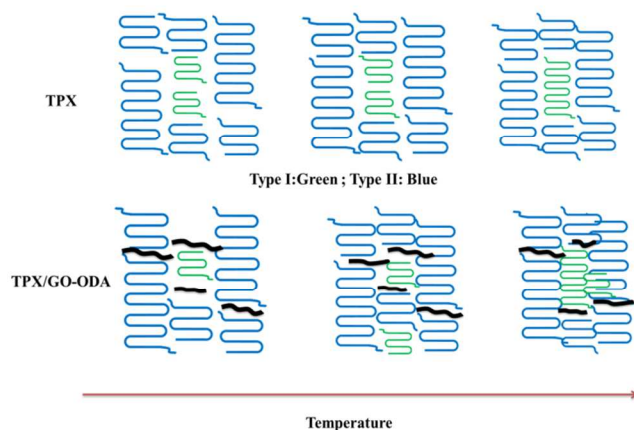 TPX
Type I:Green ; Type II: Blue
TPX/GO-ODA
Temperature